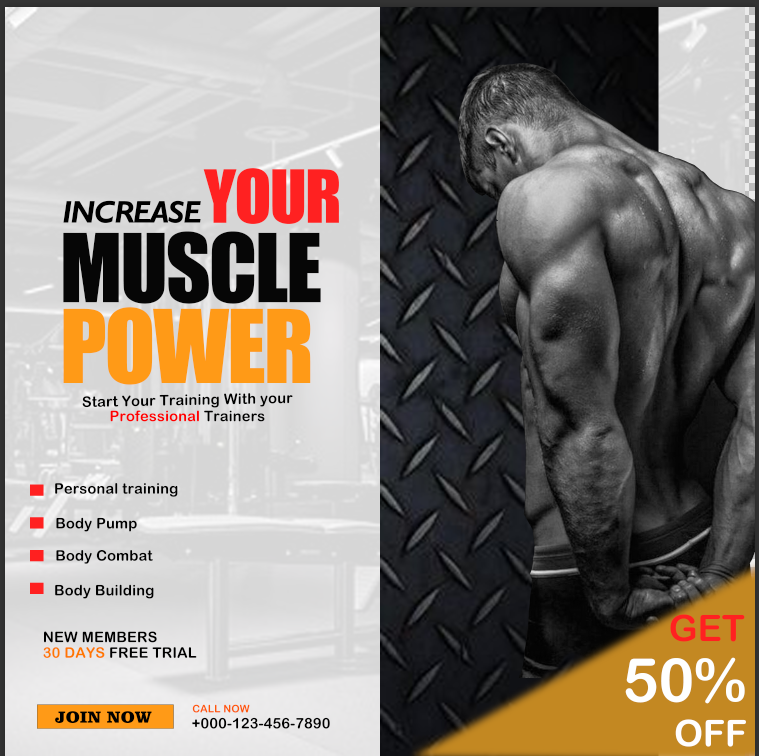 INCREASE YOUR
MUSCLE
POWER
Start Your Training With your
Professional Trainers
Personal training
Body Pump
Body Combat
Body Building
NEW MEMBERS
30 DAYS FREE TRIAL
JOIN NOW
CALL NOW
+000-123-456-7890
GET
50%
OFF